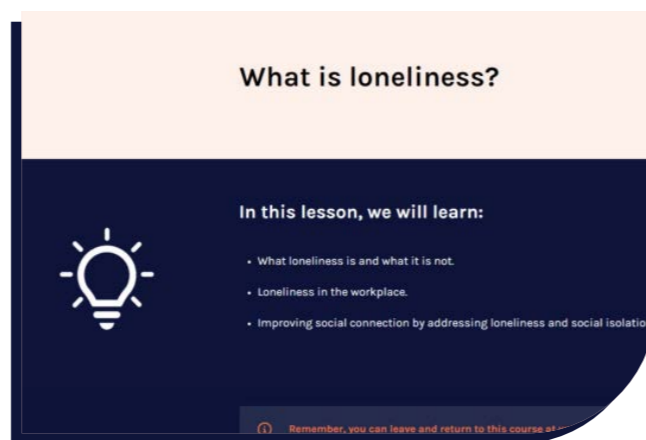 What is loneliness?
In this lesson, we will learn:
• What loneliness is and what it is not.
• Loneliness in the workplace.
• Improving social connection by addressing loneliness and social
Remember, you can leave and return to this course at